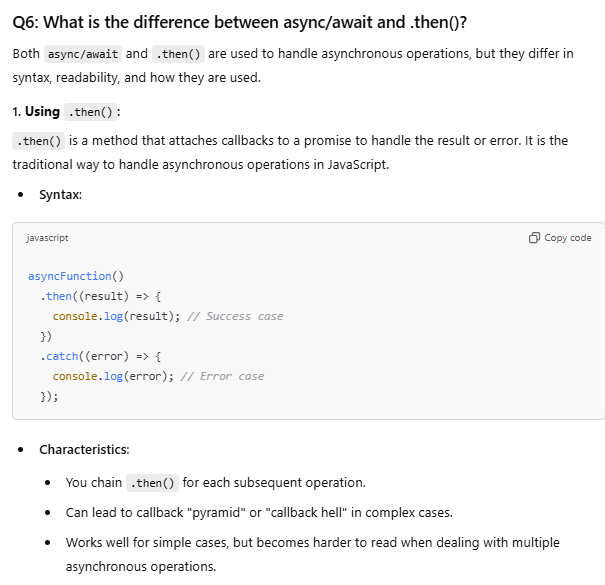 Q6: What is the difference between async/await and .then()?
Both async/await and .then() are used to handle asynchronous operations, but they differ in
syntax, readability, and how they are used.
1. Using .then():
.then() is a method that attaches callbacks to a promise to handle the result or error. It is the
traditional way to handle asynchronous operations in JavaScript.
• Syntax:
javascript Copy code
asyncFunction()
  .then((result) => {
    console.log(result); // Success case
  })
  .catch((error) => {
    console.log(error); // Error case
  });
• Characteristics:
• You chain .then() for each subsequent operation.
• Can lead to callback "pyramid" or "callback hell" in complex cases.
• Works well for simple cases, but becomes harder to read when dealing with multiple
asynchronous operations.